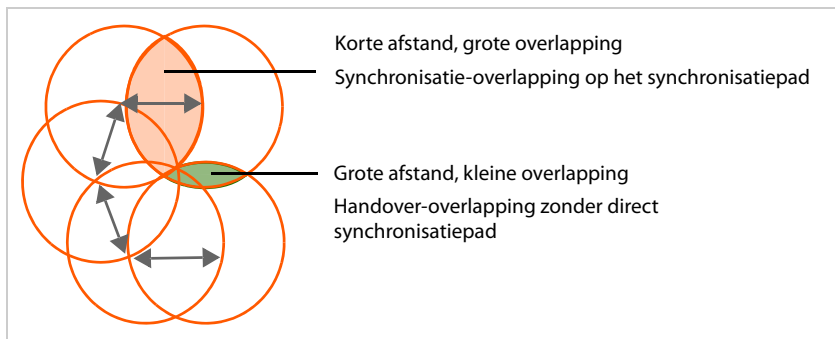 Korte afstand, grote overlapping
Synchronisatie-overlapping op het synchronisatiepad
Grote afstand, kleine overlapping
Handover-overlapping zonder direct
synchronisatiepad